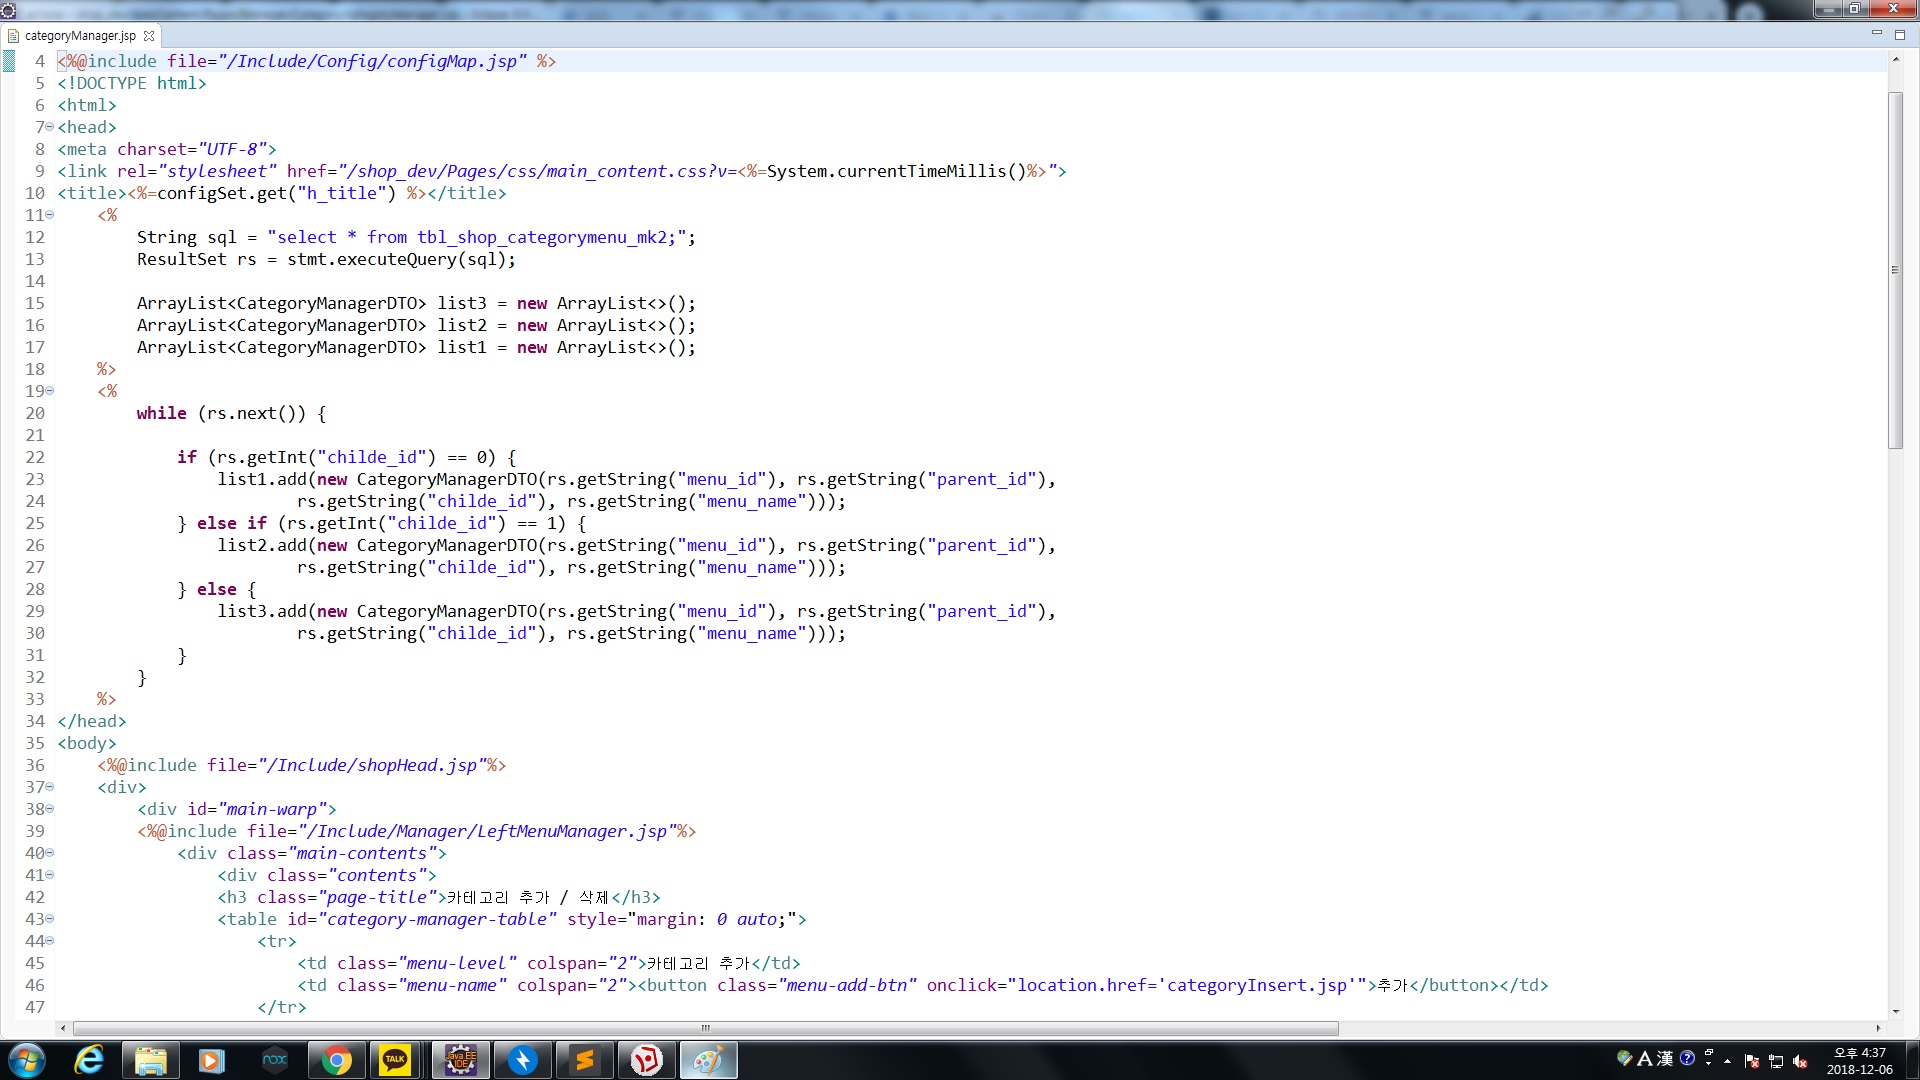 categoryManager.jsp
4 <%@include file="/Include/Config/configMap.jsp" %>
5 <!DOCTYPE html>
6 <html>
7 <head>
8 <meta charset="UTF-8">
9 <link rel="stylesheet" href="/shop_dev/Pages/css/main_content.css?v=<%=System.currentTimeMillis()%>">
10 <title><%=configSet.get("h_title") %></title>
11 <%
12 String sql = "select * from tbl_shop_categorymenu_mk2;";
13 ResultSet rs = stmt.executeQuery(sql);
14
15 ArrayList<CategoryManagerDTO> list3 = new ArrayList<>();
16 ArrayList<CategoryManagerDTO> list2 = new ArrayList<>();
17 ArrayList<CategoryManagerDTO> list1 = new ArrayList<>();
18 %>
19 <%
20 while (rs.next()) {
21
22 if (rs.getInt("childe_id") == 0) {
23 list1.add(new CategoryManagerDTO(rs.getString("menu_id"), rs.getString("parent_id"),
24 rs.getString("childe_id"), rs.getString("menu_name")));
25 } else if (rs.getInt("childe_id") == 1) {
26 list2.add(new CategoryManagerDTO(rs.getString("menu_id"), rs.getString("parent_id"),
27 rs.getString("childe_id"), rs.getString("menu_name")));
28 } else {
29 list3.add(new CategoryManagerDTO(rs.getString("menu_id"), rs.getString("parent_id"),
30 rs.getString("childe_id"), rs.getString("menu_name")));
31 }
32 }
33 %>
34 </head>
35 <body>
36 <%@include file="/Include/shopHead.jsp"%>
37 <div>
38 <div id="main-warp">
39 <%@include file="/Include/Manager/LeftMenuManager.jsp"%>
40 <div class="main-contents">
41 <div class="contents">
42 <h3 class="page-title">카테고리 추가 / 삭제</h3>
43 <table id="category-manager-table" style="margin: 0 auto;">
44 <tr>
45 <td class="menu-level" colspan="2">카테고리 추가</td>
46 <td class="menu-name" colspan="2"><button class="menu-add-btn" onclick="location.href='categoryInsert.jsp'">추가</button></td>
47 </tr>
nox
TALK
Java EE
IDE
A 漢
오후 4:37
2018-12-06